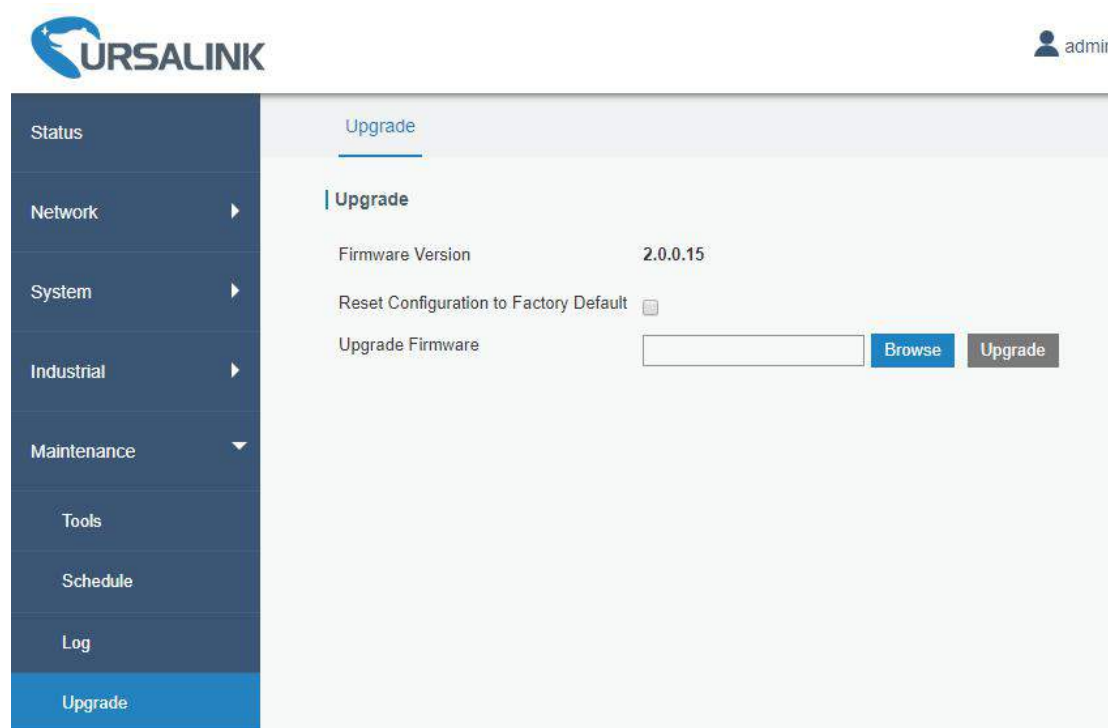 URSALINK
admin
Status
Upgrade
Network
Upgrade
Firmware Version 2.0.0.15
System
Reset Configuration to Factory Default
Upgrade Firmware Browse Upgrade
Industrial
Maintenance
Tools
Schedule
Log
Upgrade